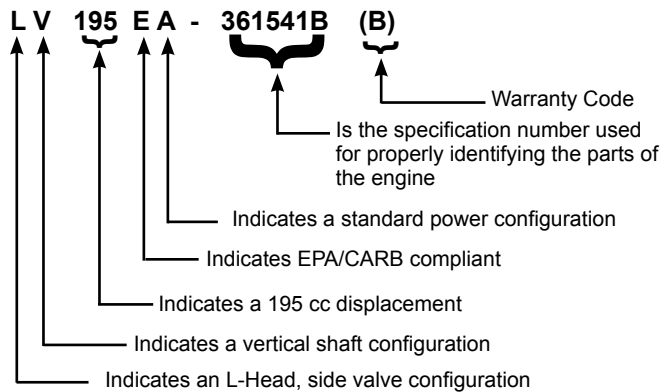 L V 195 E A - 361541B (B)
Warranty Code
Is the specification number used
for properly identifying the parts of
the engine
Indicates a standard power configuration
Indicates EPA/CARB compliant
Indicates a 195 cc displacement
Indicates a vertical shaft configuration
Indicates an L-Head, side valve configuration